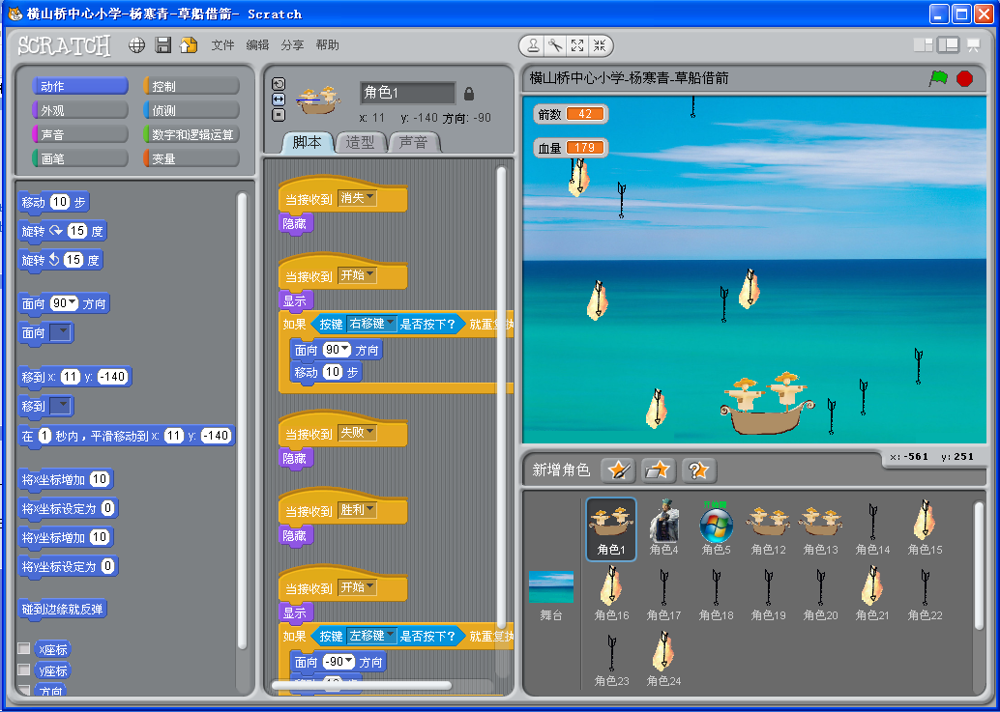 横山桥中心小学-杨寒青-草船借箭- Scratch
SCRATCH 文件 编辑 分享 帮助
动作 控制
外观 侦测
声音 数字和逻辑运算
画笔 变量
移动 10 步
旋转 15 度
旋转 15 度
面向 90 方向
面向
移到 x: 11 y: -140
移到
在 1 秒内，平滑移动到 x: 11 y: -140
将x坐标增加 10
将x坐标设定为 0
将y坐标增加 10
将y坐标设定为 0
碰到边缘就反弹
x座标
y座标
方向
角色1
x: 11 y: -140 方向: -90
脚本 造型 声音
当接收到 消失
隐藏
当接收到 开始
显示
如果 按键 右移键 是否按下? 就重复执
面向 90 方向
移动 10 步
当接收到 失败
隐藏
当接收到 胜利
隐藏
当接收到 开始
显示
如果 按键 左移键 是否按下? 就重复执
面向 -90 方向
移动 10 步
横山桥中心小学-杨寒青-草船借箭
箭数 42
血量 179
x: -561 y: 251
新增角色
舞台
角色1 角色4 角色5 角色12 角色13 角色14 角色15
角色16 角色17 角色18 角色19 角色20 角色21 角色22
角色23 角色24